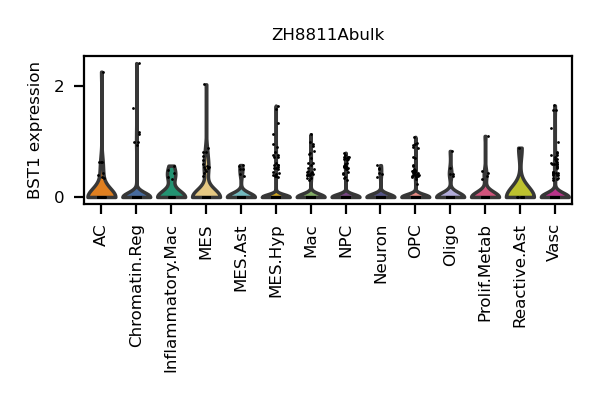 ZH8811Abulk
BST1 expression
2
0
AC
Chromatin.Reg
Inflammatory.Mac
MES
MES.Ast
MES.Hyp
Mac
NPC
Neuron
OPC
Oligo
Prolif.Metab
Reactive.Ast
Vasc